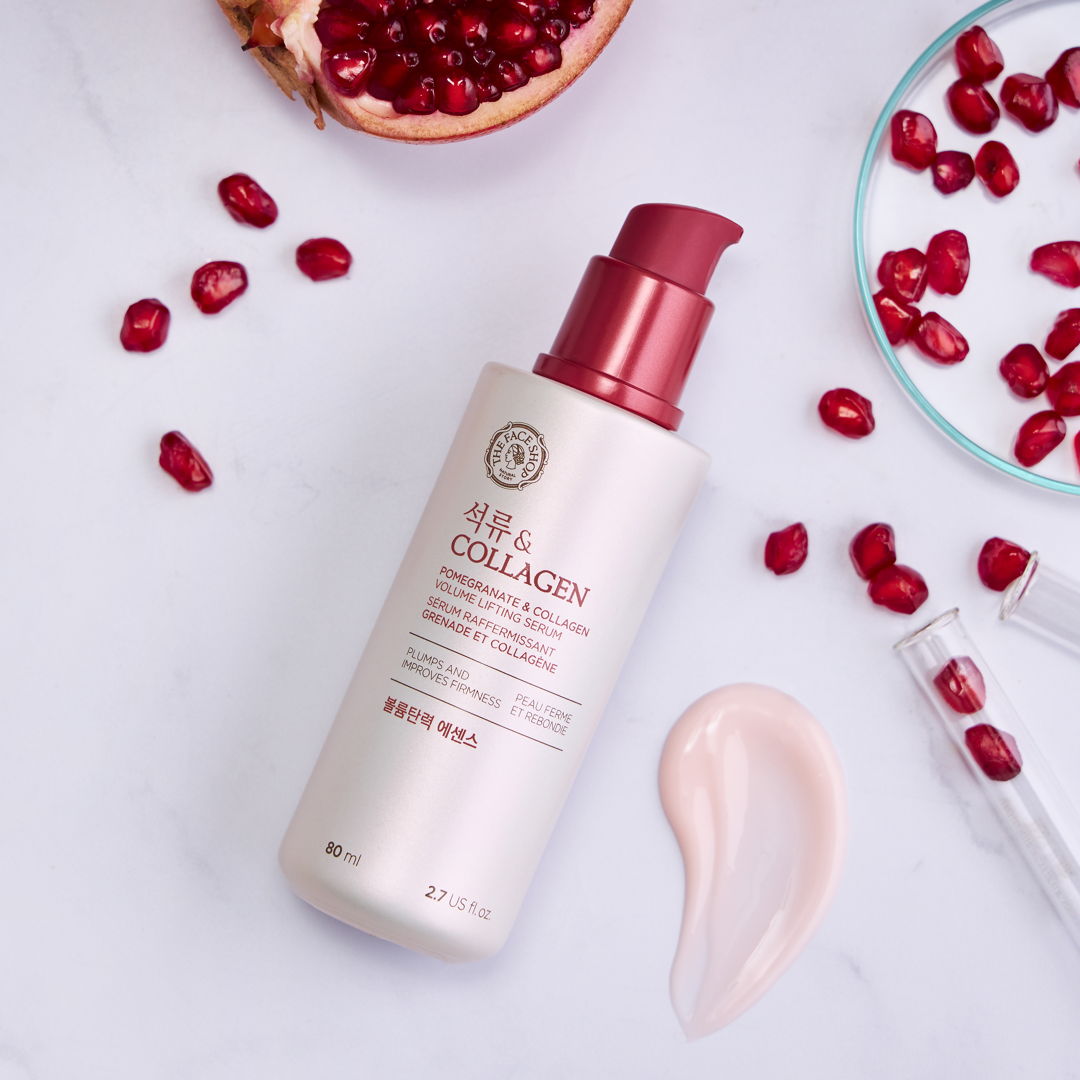 THE FACE SHOP
NATURAL
STORY
석류 &
COLLAGEN
POMEGRANATE & COLLAGEN
VOLUME LIFTING SERUM
SÉRUM RAFFERMISSANT
GRENADE ET COLLAGÈNE
PLUMPS AND
IMPROVES FIRMNESS
PEAU FERME
ET REBONDIE
볼륨탄력 에센스
80 ml
2.7 US fl. oz.